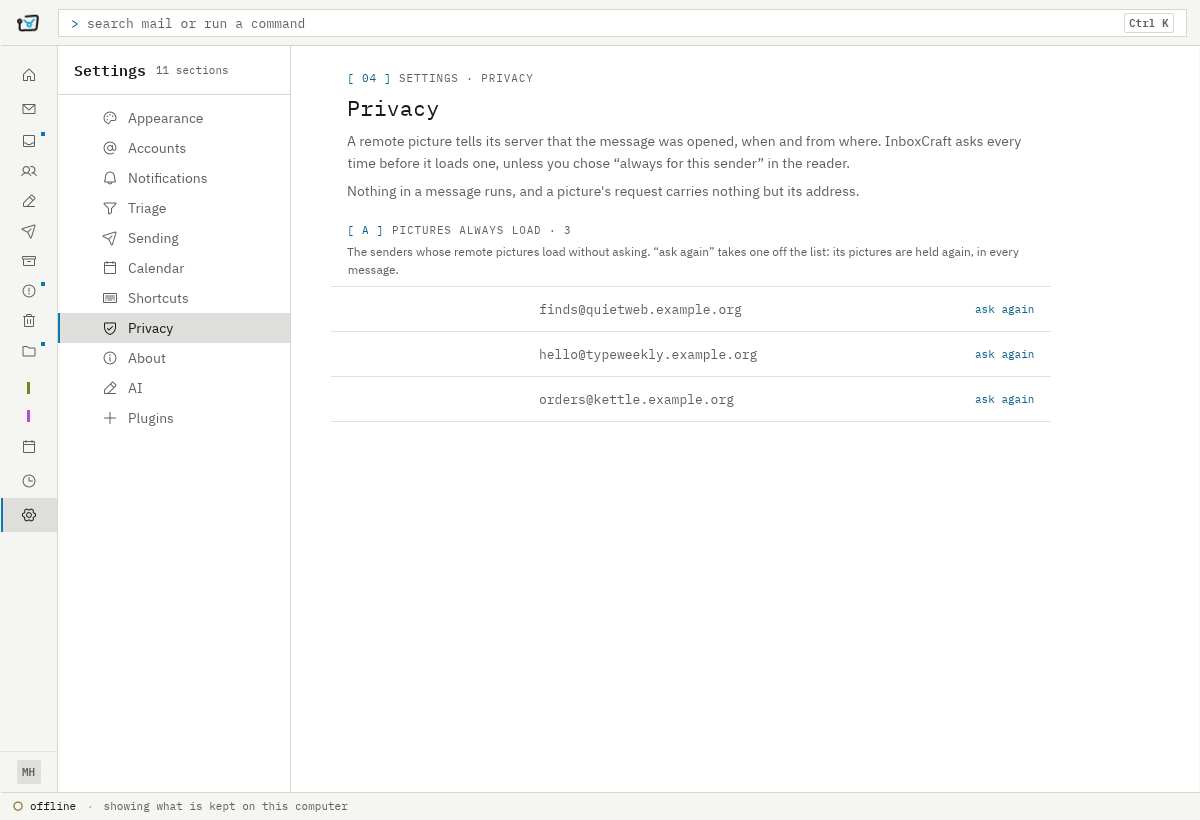 > search mail or run a command
Ctrl K
Settings 11 sections
Appearance
Accounts
Notifications
Triage
Sending
Calendar
Shortcuts
Privacy
About
AI
Plugins
[ 04 ] SETTINGS · PRIVACY
Privacy
A remote picture tells its server that the message was opened, when and from where. InboxCraft asks every
time before it loads one, unless you chose “always for this sender” in the reader.
Nothing in a message runs, and a picture's request carries nothing but its address.
[ A ] PICTURES ALWAYS LOAD · 3
The senders whose remote pictures load without asking. “ask again” takes one off the list: its pictures are held again, in every
message.
finds@quietweb.example.org ask again
hello@typeweekly.example.org ask again
orders@kettle.example.org ask again
MH
offline · showing what is kept on this computer